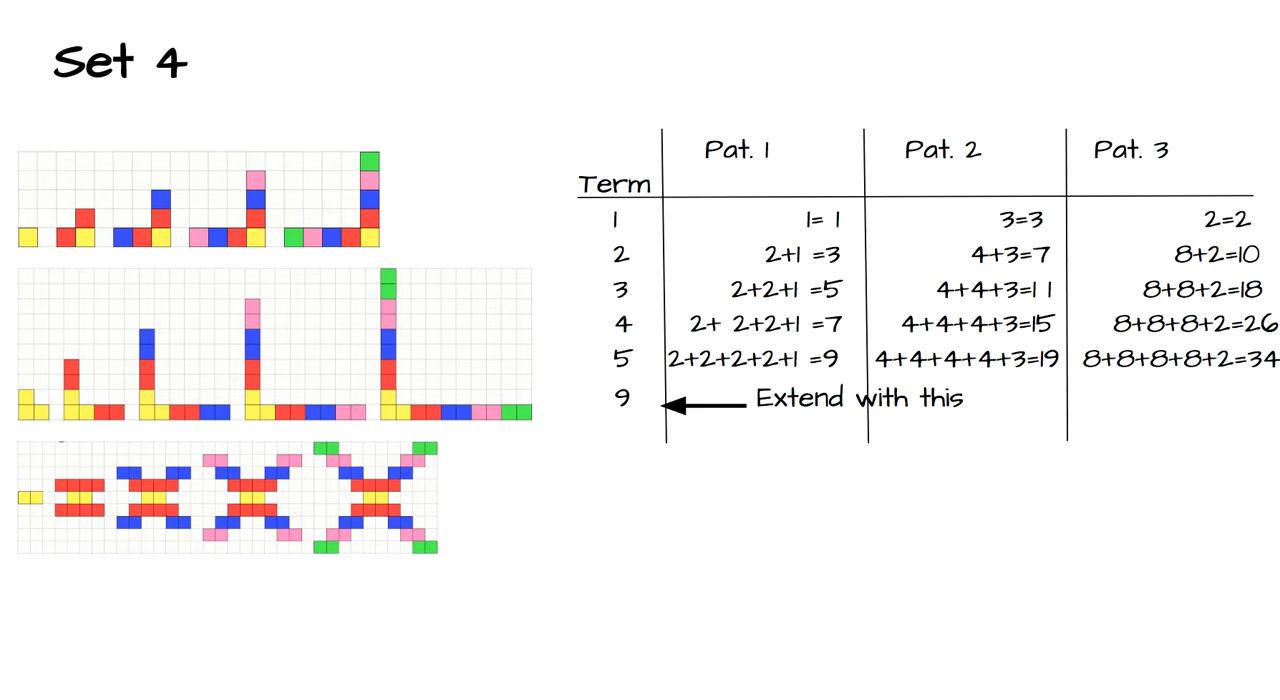 Set 4
Pat. 1 Pat. 2 Pat. 3
Term
1 1= 1 3=3 2=2
2 2+1 =3 4+3=7 8+2=10
3 2+2+1 =5 4+4+3=1 1 8+8+2=18
4 2+ 2+2+1 =7 4+4+4+3=15 8+8+8+2=26
5 2+2+2+2+1 =9 4+4+4+4+3=19 8+8+8+8+2=34
9 Extend with this